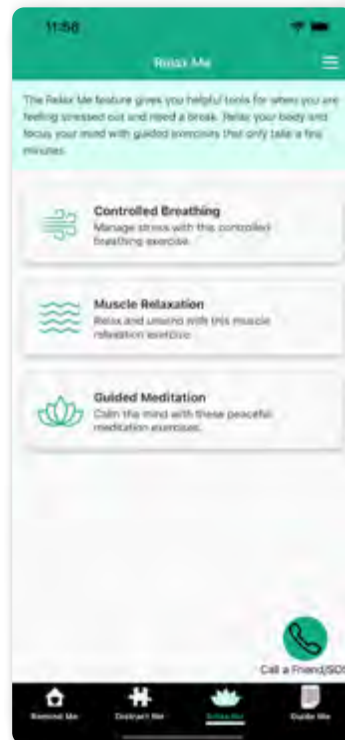 11:56
Relax Me
The Relax Me feature gives you helpful tools for when you are
feeling stressed out and need a break. Relax your body and
focus your mind with guided exercises that only take a few
minutes.
Controlled Breathing
Manage stress with this controlled
breathing exercise.
Muscle Relaxation
Relax and unwind with this muscle
relaxation exercise.
Guided Meditation
Calm the mind with these peaceful
meditation exercises.
Call a Friend/SOS
Remind Me
Distract Me
Relax Me
Guide Me